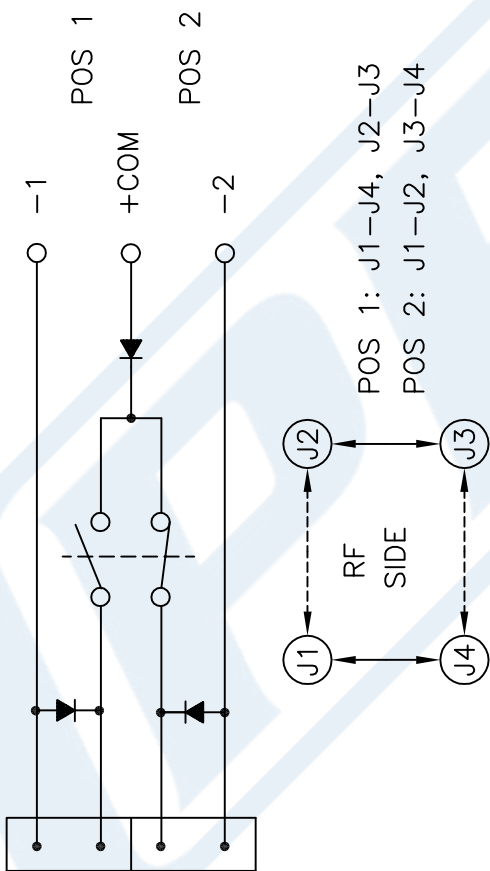 -1
POS 1
+COM
POS 2
-2
J1
J2
RF
SIDE
J4
J3
POS 1: J1-J4, J2-J3
POS 2: J1-J2, J3-J4